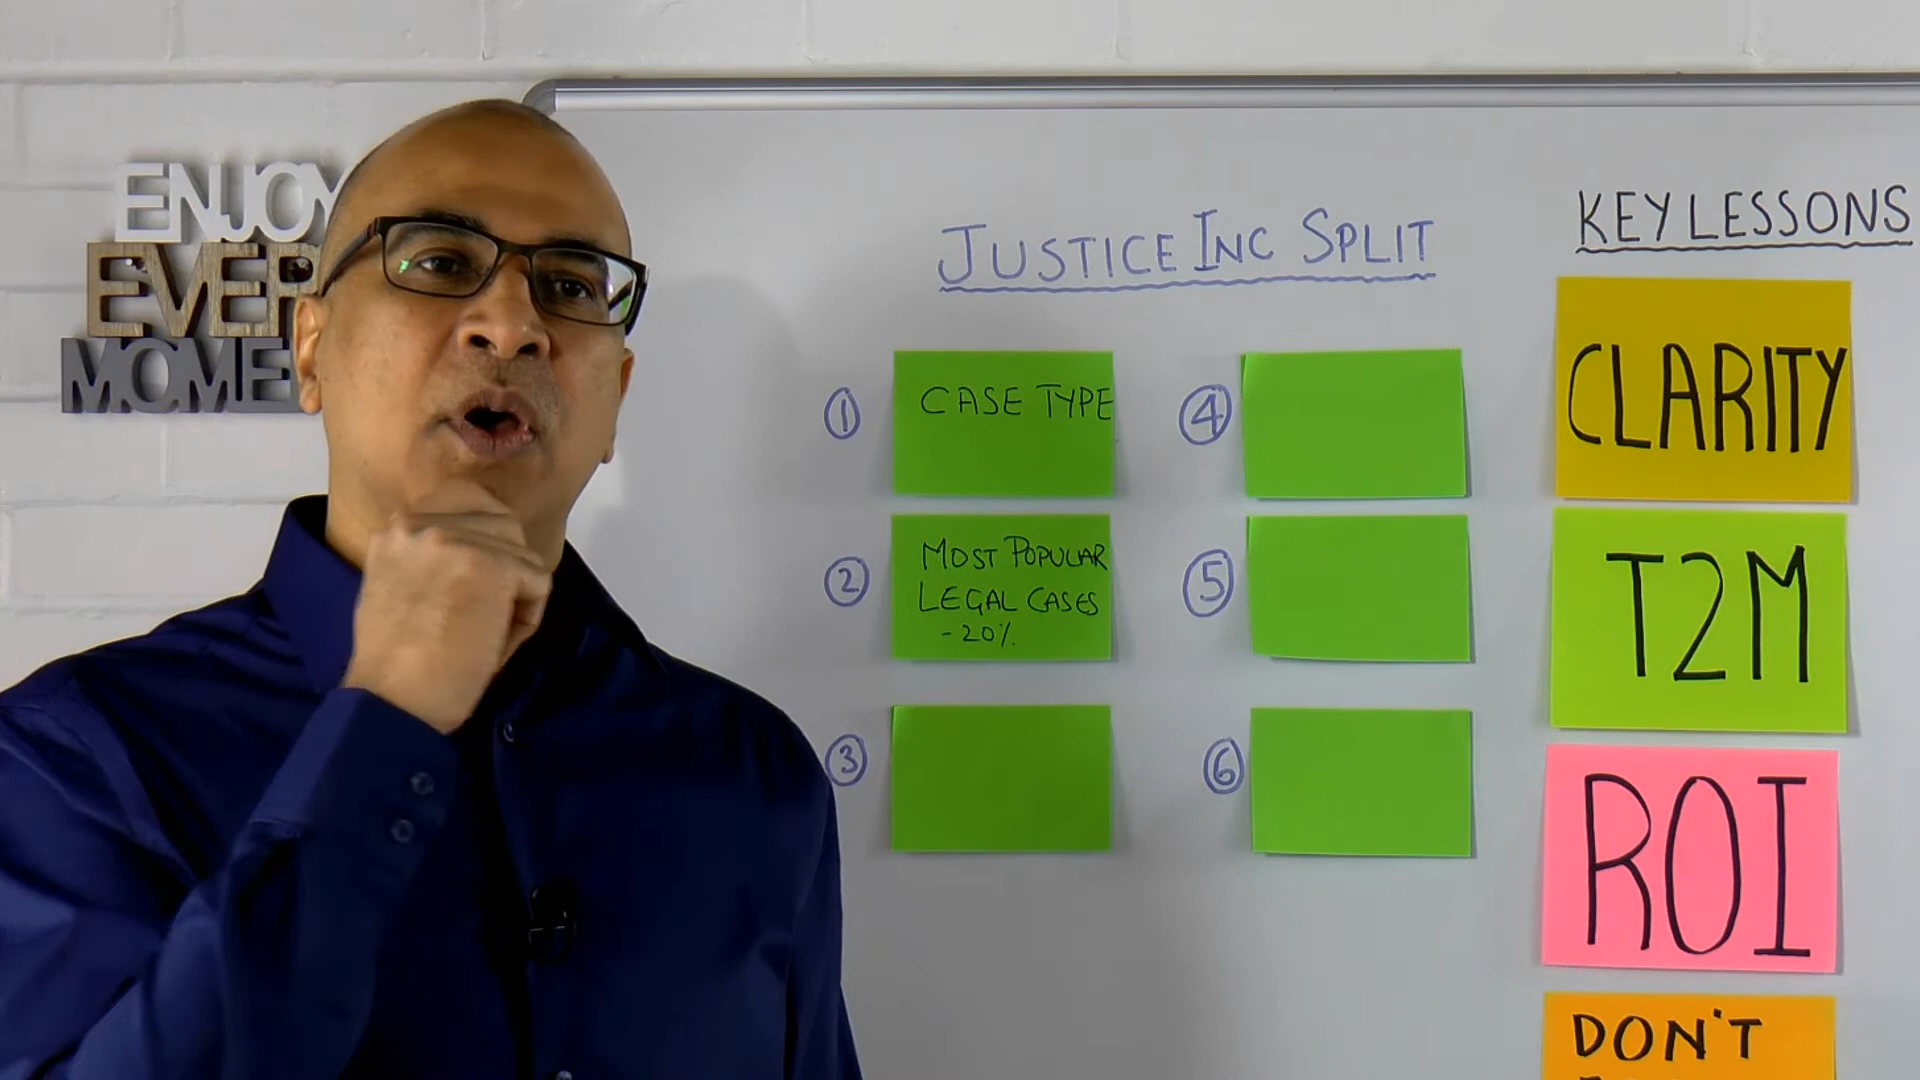 ENJOY
EVER
MOME
JUSTICE INC SPLIT
1
CASE TYPE
2
MOST POPULAR
LEGAL CASES
- 20%
3
4
5
6
KEY LESSONS
CLARITY
T2M
ROI
DON'T